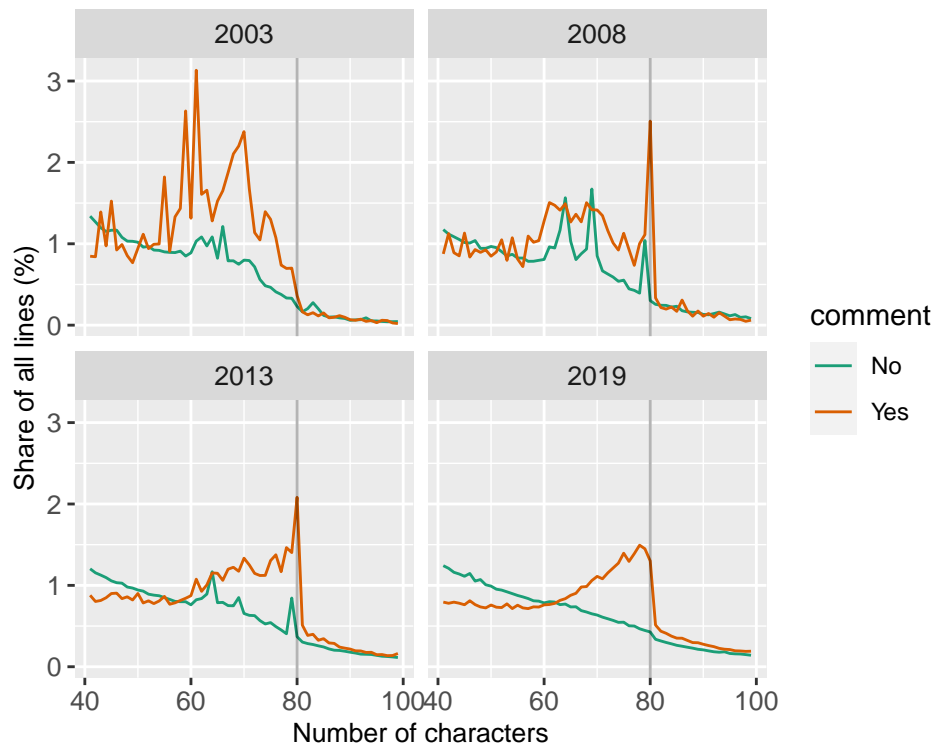 2003 2008
3
2
1
0
comment
No
Yes
Share of all lines (%)
2013 2019
3
2
1
0
40 60 80 100 40 60 80 100
Number of characters